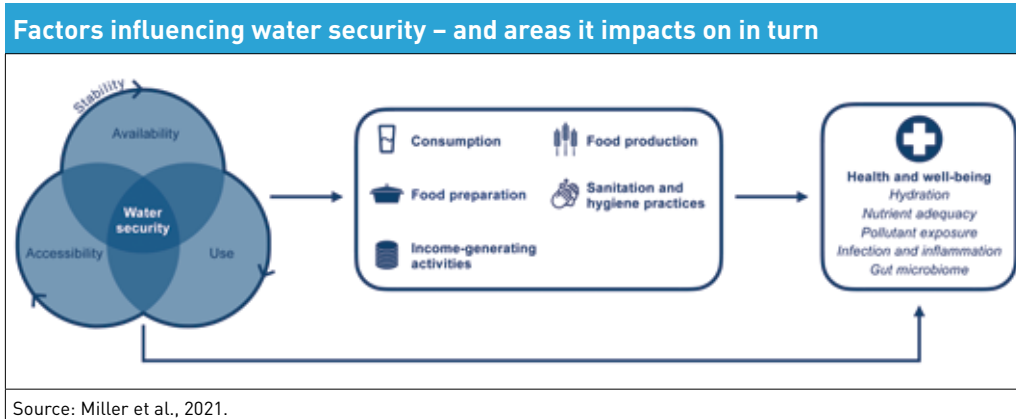 Factors influencing water security – and areas it impacts on in turn
Stability
Availability
Water
security
Accessibility
Use
Consumption
Food production
Food preparation
Sanitation and
hygiene practices
Income-generating
activities
Health and well-being
Hydration
Nutrient adequacy
Pollutant exposure
Infection and inflammation
Gut microbiome
Source: Miller et al., 2021.